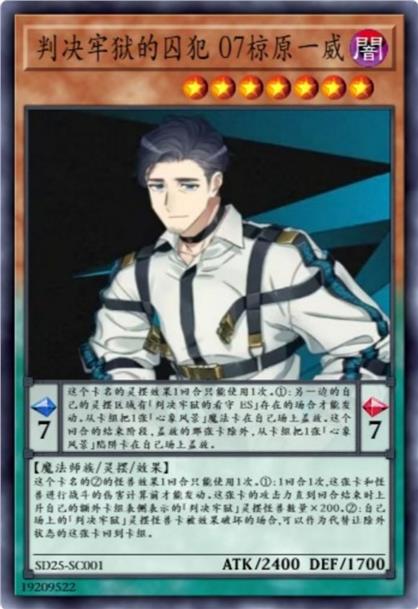 判决牢狱的囚犯 07椋原一威
闇
这个卡名的灵摆效果1回合只能使用1次。①：另一边的
自己的灵摆区域有「判决牢狱的看守 ES」存在的场合才能发
动。从卡组把1张「心象风景」魔法卡在自己场上盖放。这
个回合的结束阶段，盖放的那张卡除外，从卡组把1张「心象
风景」陷阱卡在自己场上盖放。
7
7
【魔法师族/灵摆/效果】
这个卡名的②的怪兽效果1回合只能使用1次。①：1回合1次，这张卡和怪
兽进行战斗的伤害计算前才能发动。这张卡的攻击力直到回合结束时上
升自己的额外卡组表侧表示的「判决牢狱」灵摆怪兽数量×200。②：自己
场上的「判决牢狱」灵摆怪兽卡被效果破坏的场合，可以作为代替让除外
状态的这张卡回到卡组。
SD25-SC001
ATK/2400 DEF/1700
19209522